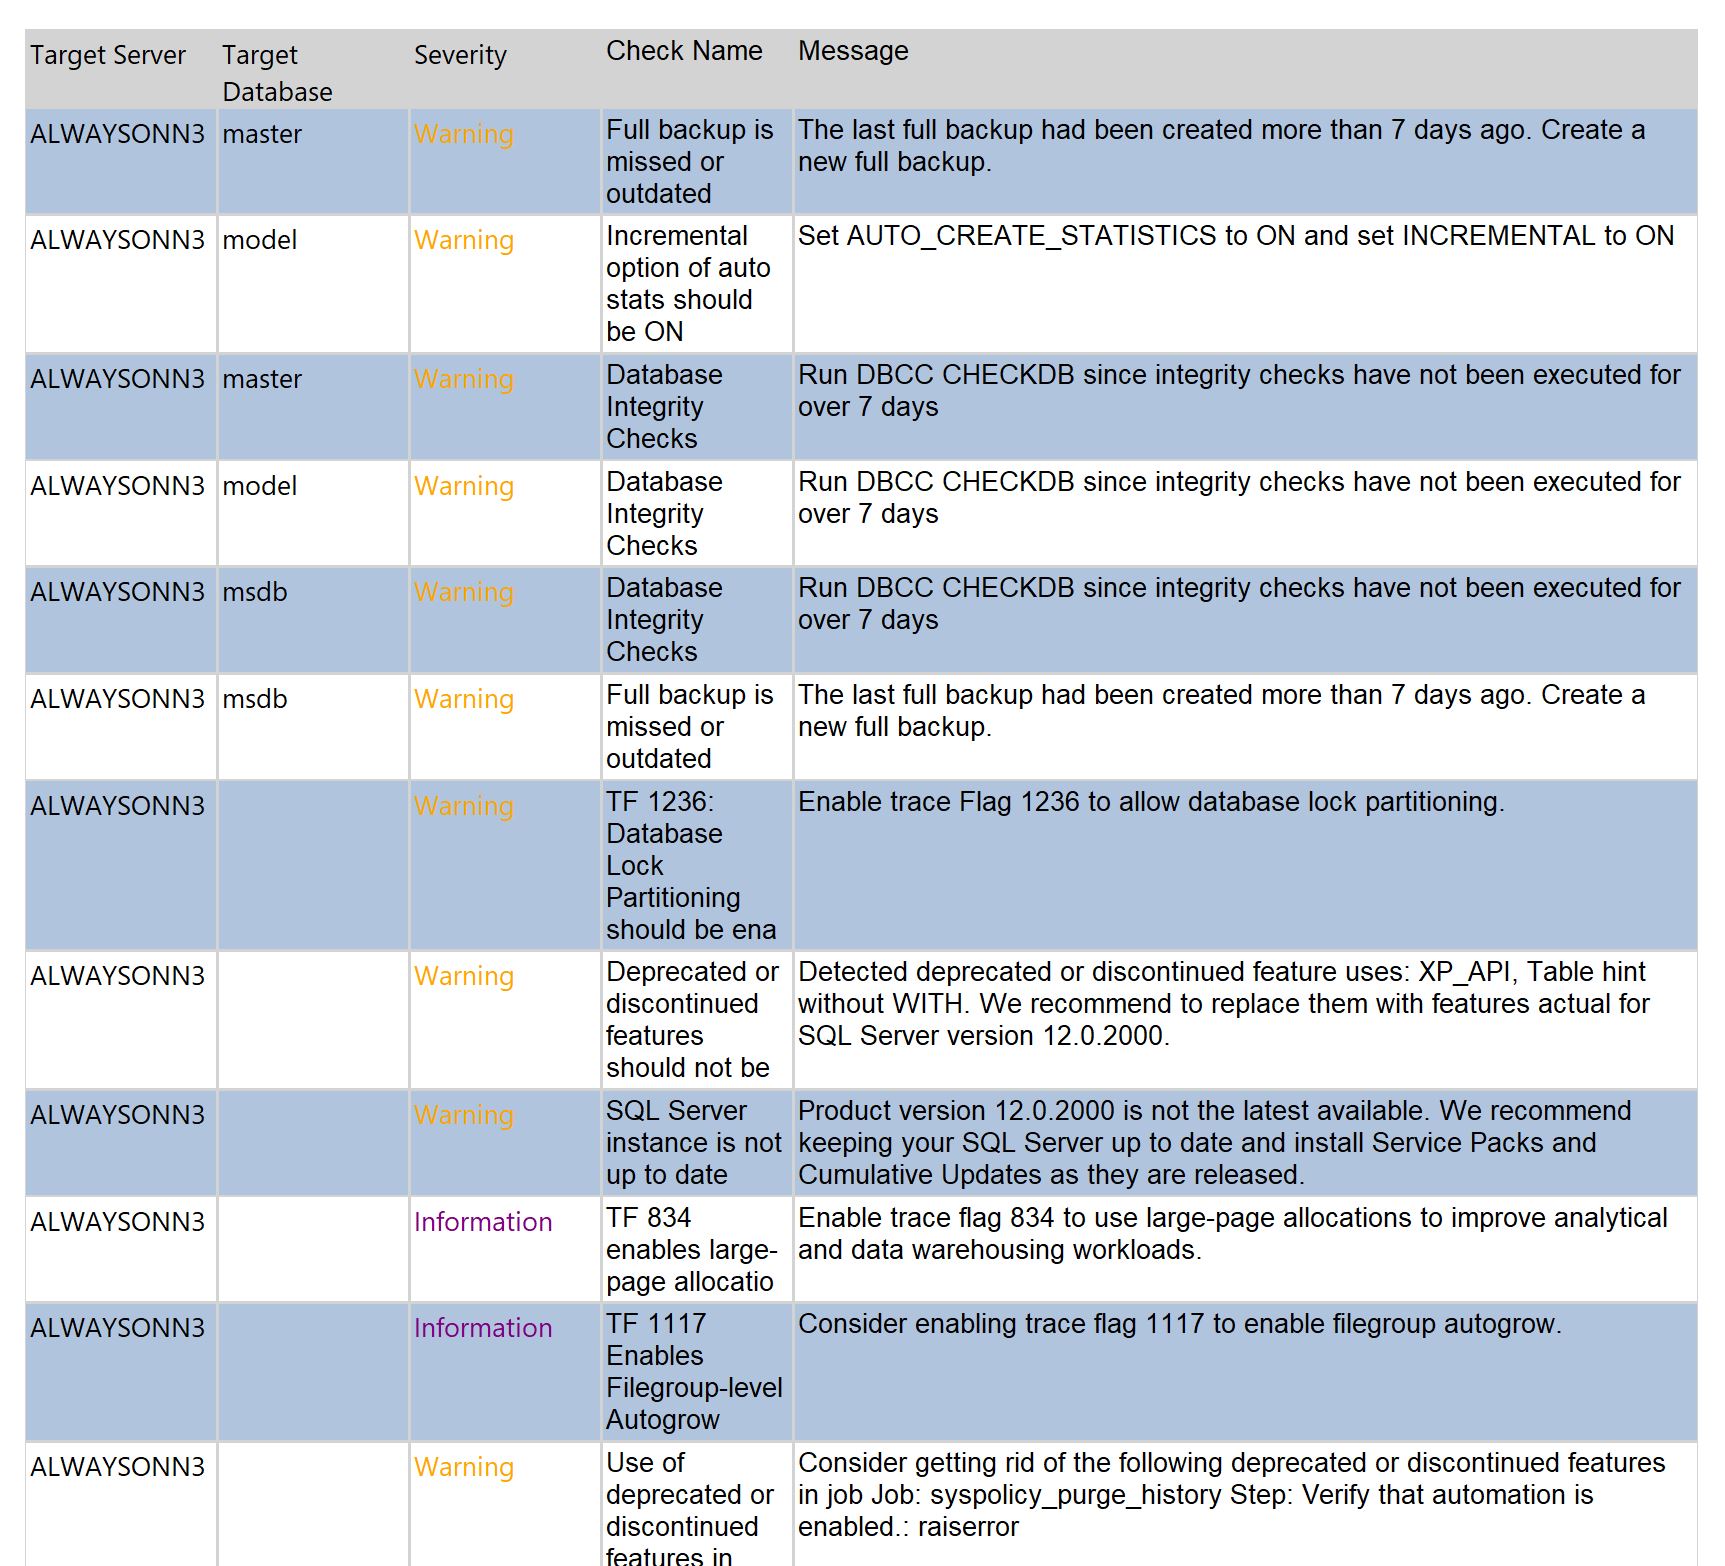 Target Server
Target
Database
Severity
Check Name
Message
ALWAYSONN3
master
Warning
Full backup is
missed or
outdated
The last full backup had been created more than 7 days ago. Create a
new full backup.
ALWAYSONN3
model
Warning
Incremental
option of auto
stats should
be ON
Set AUTO_CREATE_STATISTICS to ON and set INCREMENTAL to ON
ALWAYSONN3
master
Warning
Database
Integrity
Checks
Run DBCC CHECKDB since integrity checks have not been executed for
over 7 days
ALWAYSONN3
model
Warning
Database
Integrity
Checks
Run DBCC CHECKDB since integrity checks have not been executed for
over 7 days
ALWAYSONN3
msdb
Warning
Database
Integrity
Checks
Run DBCC CHECKDB since integrity checks have not been executed for
over 7 days
ALWAYSONN3
msdb
Warning
Full backup is
missed or
outdated
The last full backup had been created more than 7 days ago. Create a
new full backup.
ALWAYSONN3
Warning
TF 1236:
Database
Lock
Partitioning
should be ena
Enable trace Flag 1236 to allow database lock partitioning.
ALWAYSONN3
Warning
Deprecated or
discontinued
features
should not be
Detected deprecated or discontinued feature uses: XP_API, Table hint
without WITH. We recommend to replace them with features actual for
SQL Server version 12.0.2000.
ALWAYSONN3
Warning
SQL Server
instance is not
up to date
Product version 12.0.2000 is not the latest available. We recommend
keeping your SQL Server up to date and install Service Packs and
Cumulative Updates as they are released.
ALWAYSONN3
Information
TF 834
enables large-
page allocatio
Enable trace flag 834 to use large-page allocations to improve analytical
and data warehousing workloads.
ALWAYSONN3
Information
TF 1117
Enables
Filegroup-level
Autogrow
Consider enabling trace flag 1117 to enable filegroup autogrow.
ALWAYSONN3
Warning
Use of
deprecated or
discontinued
features in
Consider getting rid of the following deprecated or discontinued features
in job Job: syspolicy_purge_history Step: Verify that automation is
enabled.: raiserror